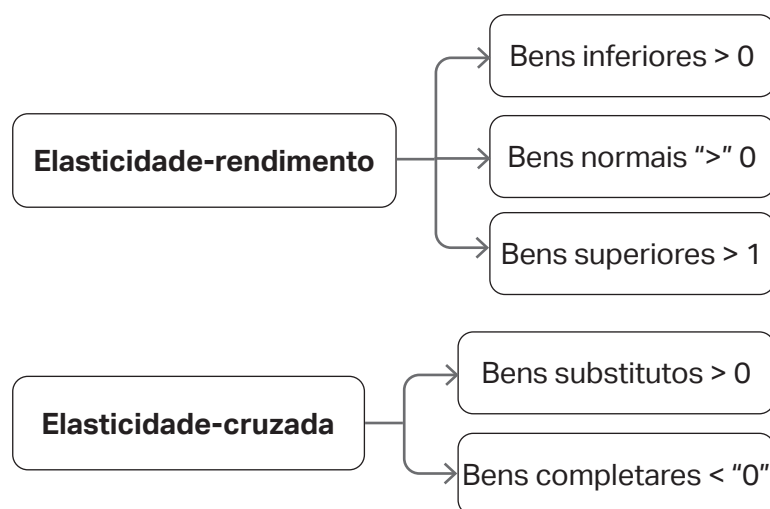 Bens inferiores > 0
Elasticidade-rendimento
Bens normais “>” 0
Bens superiores > 1
Bens substitutos > 0
Elasticidade-cruzada
Bens completares < “0”